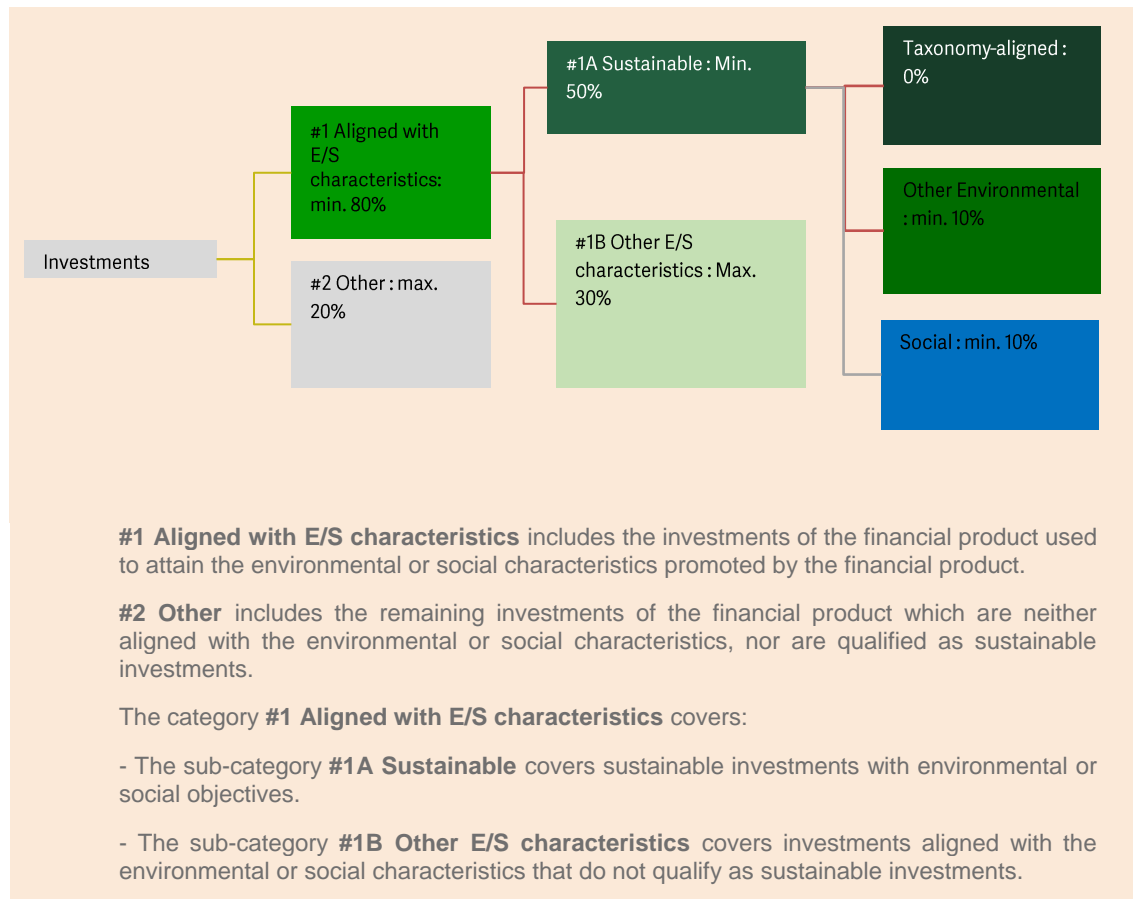 Investments
#1 Aligned with
E/S
characteristics:
min. 80%
#2 Other : max.
20%
#1A Sustainable : Min.
50%
#1B Other E/S
characteristics : Max.
30%
Taxonomy-aligned :
0%
Other Environmental
: min. 10%
Social : min. 10%
#1 Aligned with E/S characteristics includes the investments of the financial product used
to attain the environmental or social characteristics promoted by the financial product.
#2 Other includes the remaining investments of the financial product which are neither
aligned with the environmental or social characteristics, nor are qualified as sustainable
investments.
The category #1 Aligned with E/S characteristics covers:
- The sub-category #1A Sustainable covers sustainable investments with environmental or
social objectives.
- The sub-category #1B Other E/S characteristics covers investments aligned with the
environmental or social characteristics that do not qualify as sustainable investments.